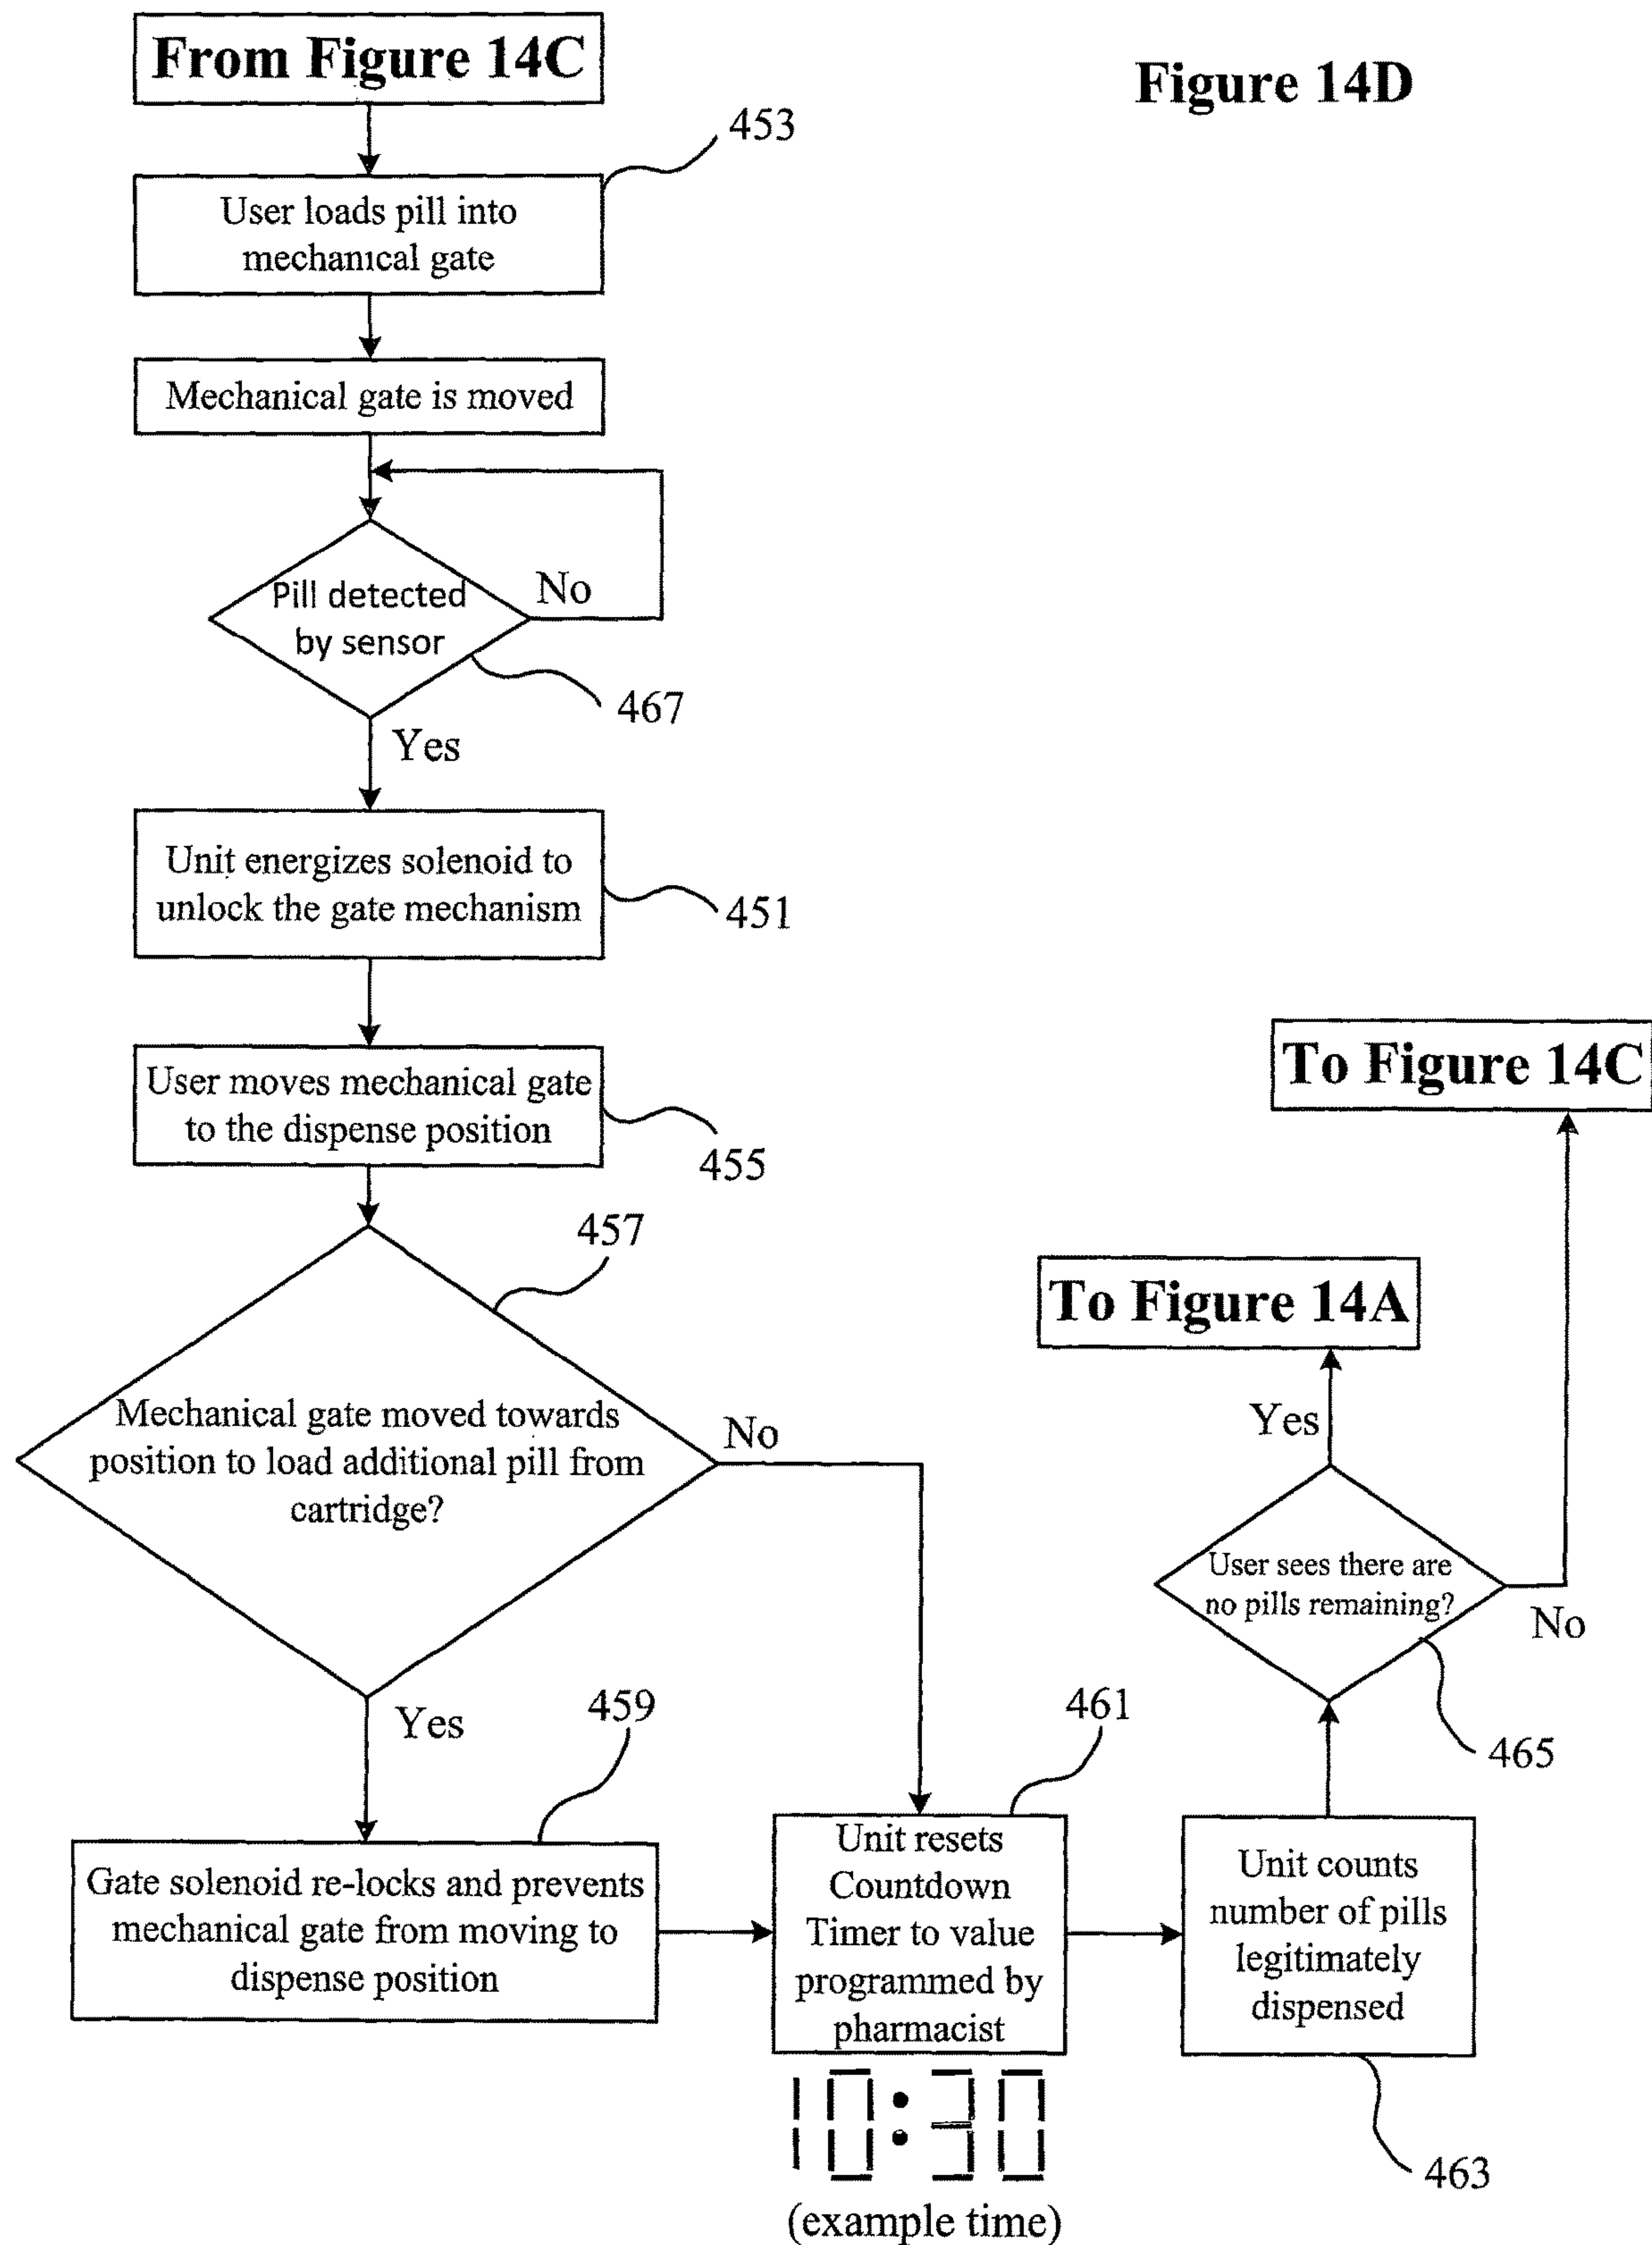 From Figure 14C
Figure 14D
453
User loads pill into
mechanical gate
Mechanical gate is moved
Pill detected
by sensor
No
467
Yes
Unit energizes solenoid to
unlock the gate mechanism
451
User moves mechanical gate
to the dispense position
455
457
Mechanical gate moved towards
position to load additional pill from
cartridge?
No
Yes
459
Gate solenoid re-locks and prevents
mechanical gate from moving to
dispense position
461
Unit resets
Countdown
Timer to value
programmed by
pharmacist
10:30
(example time)
Unit counts
number of pills
legitimately
dispensed
463
User sees there are
no pills remaining?
465
Yes
To Figure 14A
No
To Figure 14C